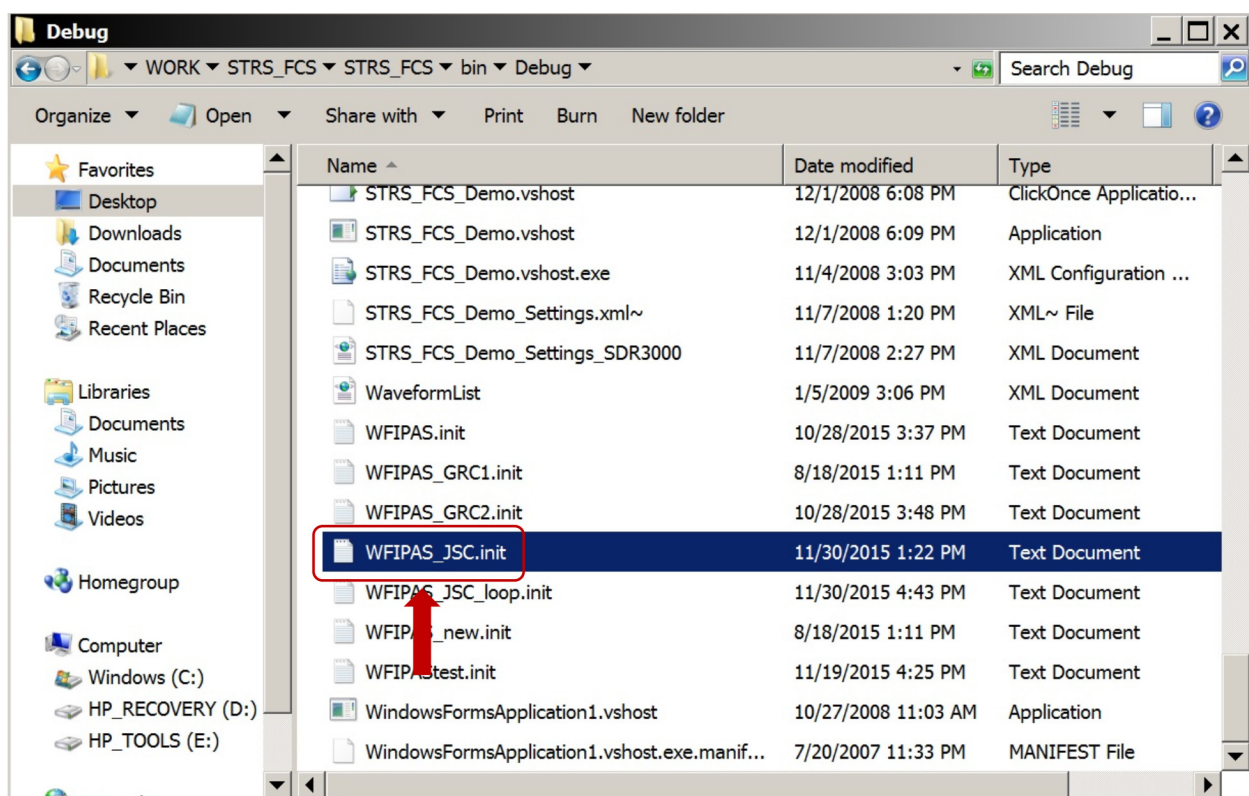 Debug
WORK STRS_FCS STRS_FCS bin Debug
Search Debug
Organize Open Share with Print Burn New folder
Favorites
Desktop
Downloads
Documents
Recycle Bin
Recent Places
Libraries
Documents
Music
Pictures
Videos
Homegroup
Computer
Windows (C:)
HP_RECOVERY (D:)
HP_TOOLS (E:)
Name Date modified Type
STRS_FCS_Demo.vshost 12/1/2008 6:08 PM ClickOnce Applicatio...
STRS_FCS_Demo.vshost 12/1/2008 6:09 PM Application
STRS_FCS_Demo.vshost.exe 11/4/2008 3:03 PM XML Configuration ...
STRS_FCS_Demo_Settings.xml~ 11/7/2008 1:20 PM XML~ File
STRS_FCS_Demo_Settings_SDR3000 11/7/2008 2:27 PM XML Document
WaveformList 1/5/2009 3:06 PM XML Document
WFIPAS.init 10/28/2015 3:37 PM Text Document
WFIPAS_GRC1.init 8/18/2015 1:11 PM Text Document
WFIPAS_GRC2.init 10/28/2015 3:48 PM Text Document
WFIPAS_JSC.init 11/30/2015 1:22 PM Text Document
WFIPAS_JSC_loop.init 11/30/2015 4:43 PM Text Document
WFIPAS_new.init 8/18/2015 1:11 PM Text Document
WFIPAStest.init 11/19/2015 4:25 PM Text Document
WindowsFormsApplication1.vshost 10/27/2008 11:03 AM Application
WindowsFormsApplication1.vshost.exe.manif... 7/20/2007 11:33 PM MANIFEST File